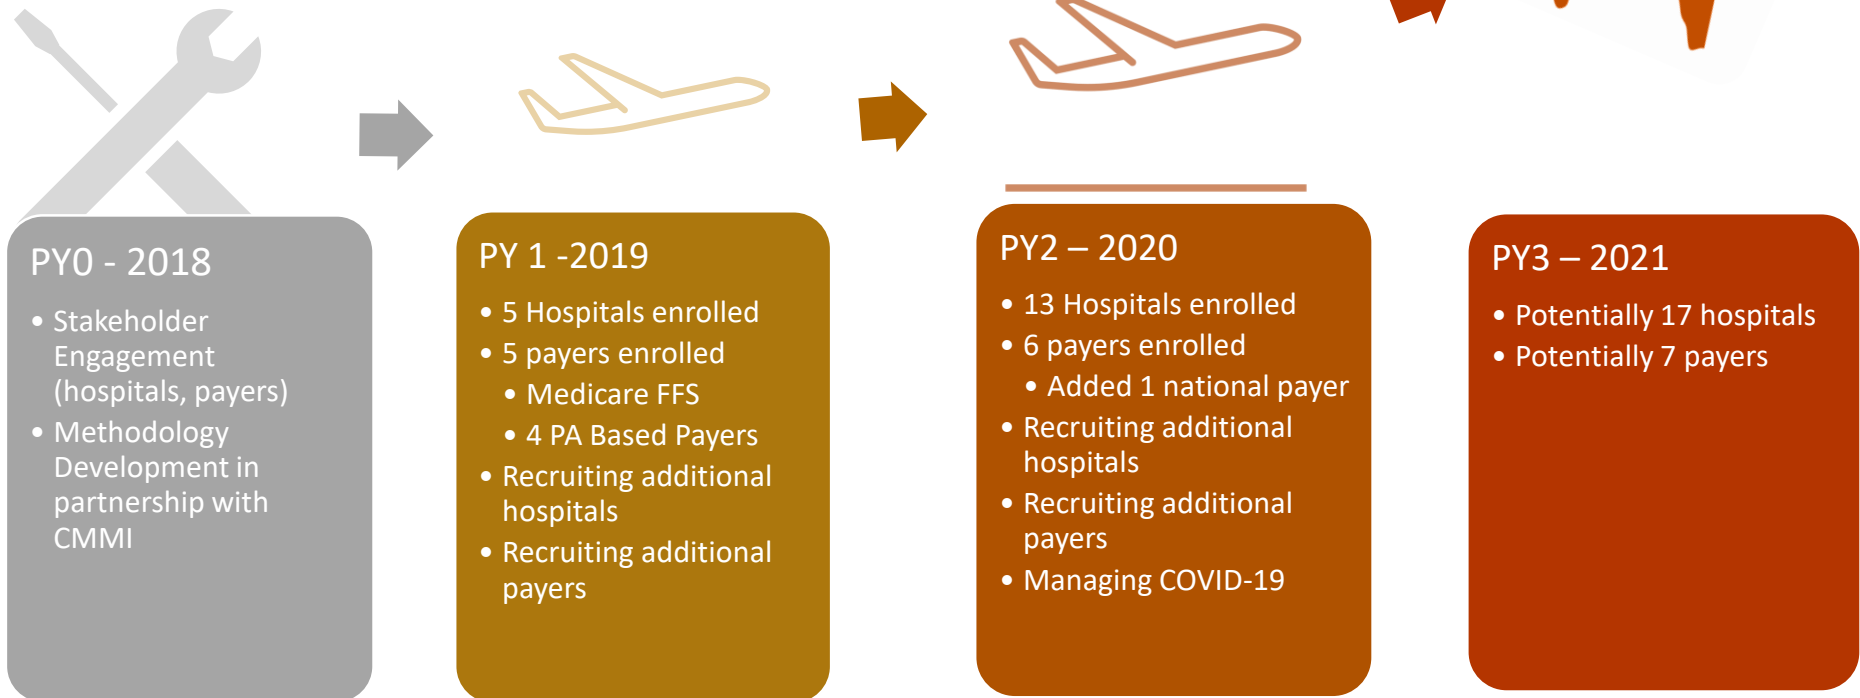 PY0 - 2018
• Stakeholder
Engagement
(hospitals, payers)
• Methodology
Development in
partnership with
CMMI
PY 1 -2019
• 5 Hospitals enrolled
• 5 payers enrolled
• Medicare FFS
• 4 PA Based Payers
• Recruiting additional
hospitals
• Recruiting additional
payers
PY2 – 2020
• 13 Hospitals enrolled
• 6 payers enrolled
• Added 1 national payer
• Recruiting additional
hospitals
• Recruiting additional
payers
• Managing COVID-19
PY3 – 2021
• Potentially 17 hospitals
• Potentially 7 payers